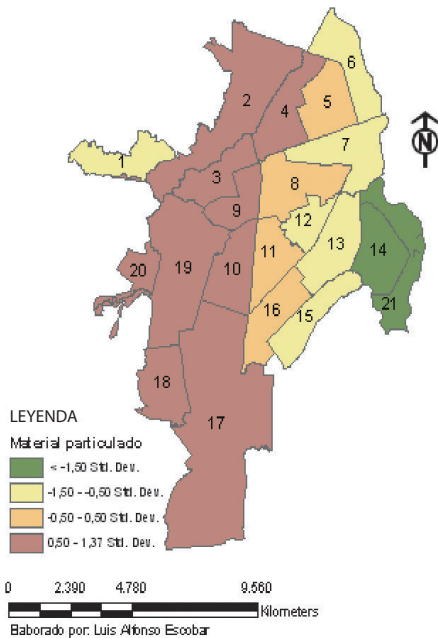 6
2
4
5
N
7
1
3
8
9
12
11
13
14
20
19
10
16
15
21
18
17
LEYENDA
Material particulado
< -1,50 Std. Dev.
-1,50 - -0,50 Std. Dev.
-0,50 - 0,50 Std. Dev.
0,50 - 1,37 Std. Dev.
0 2.390 4.780 9.560
Kilometers
Elaborado por: Luis Alfonso Escobar